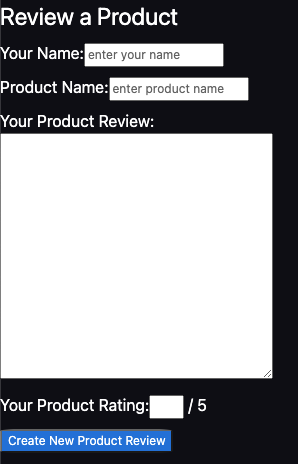 Review a Product
Your Name: enter your name
Product Name: enter product name
Your Product Review:
Your Product Rating: / 5
Create New Product Review